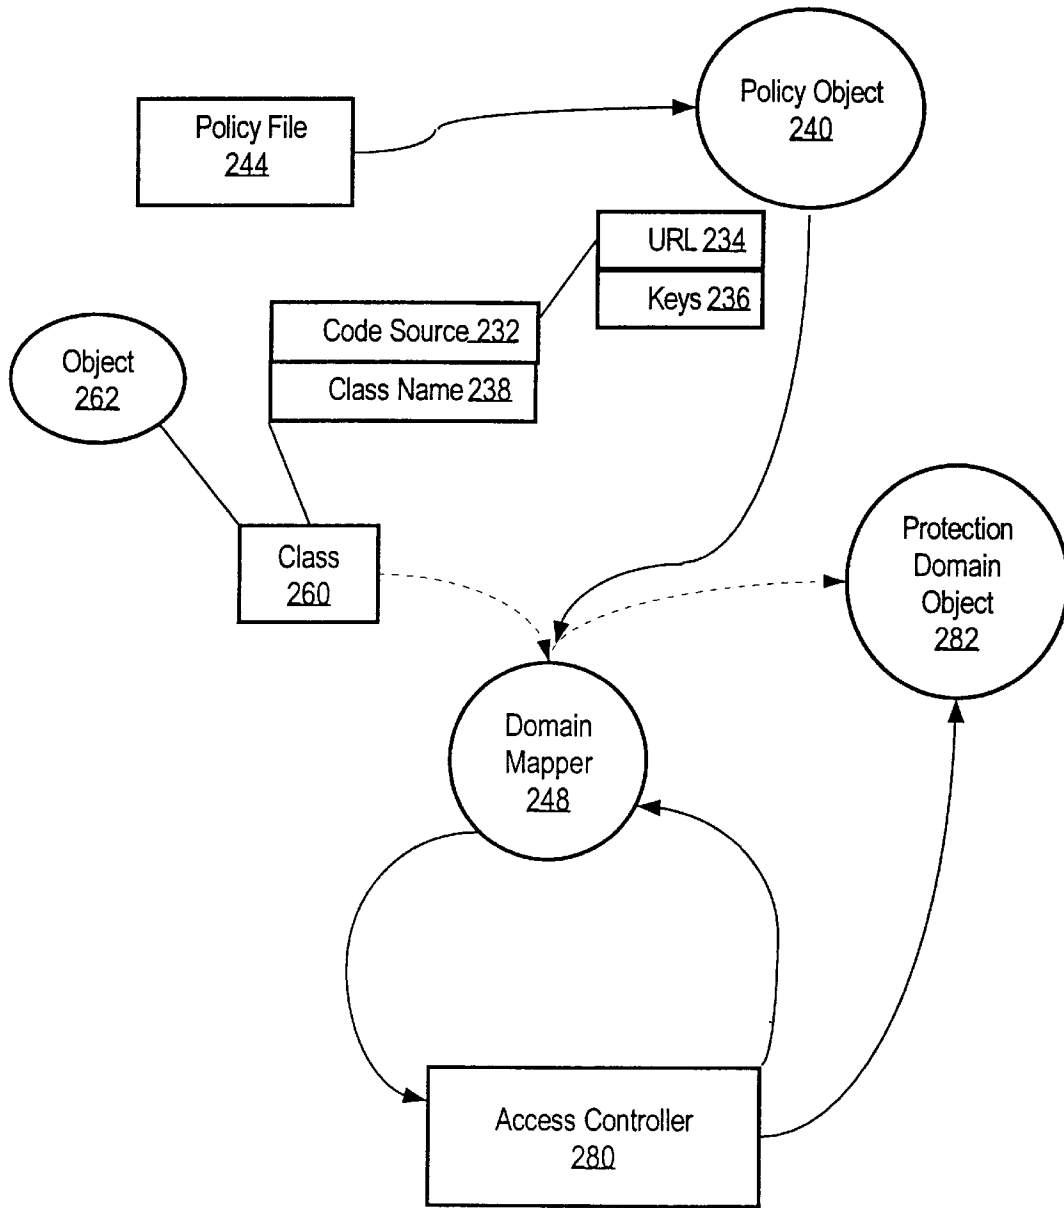 Policy Object
240
Policy File
244
URL 234
Keys 236
Code Source 232
Class Name 238
Object
262
Class
260
Protection
Domain
Object
282
Domain
Mapper
248
Access Controller
280